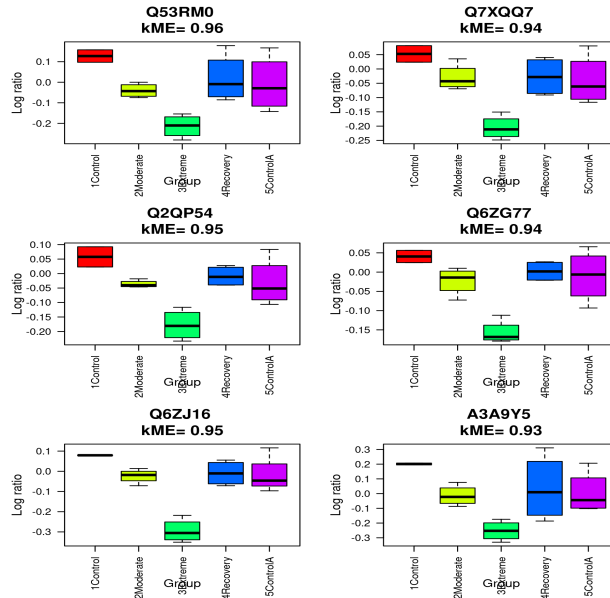 Q53RM0
kME= 0.96
Log ratio
0.1
0.0
-0.1
-0.2
1Control
2Moderate
3Extreme
4Recovery
5ControlA
Group
Q7XQQ7
kME= 0.94
Log ratio
0.05
0.00
-0.05
-0.10
-0.15
-0.20
-0.25
1Control
2Moderate
3Extreme
4Recovery
5ControlA
Group
Q2QP54
kME= 0.95
Log ratio
0.10
0.05
0.00
-0.05
-0.10
-0.15
-0.20
1Control
2Moderate
3Extreme
4Recovery
5ControlA
Group
Q6ZG77
kME= 0.94
Log ratio
0.05
0.00
-0.05
-0.15
1Control
2Moderate
3Extreme
4Recovery
5ControlA
Group
Q6ZJ16
kME= 0.95
Log ratio
0.1
0.0
-0.1
-0.3
1Control
2Moderate
3Extreme
4Recovery
5ControlA
Group
A3A9Y5
kME= 0.93
Log ratio
0.3
0.2
0.1
0.0
-0.1
-0.2
-0.3
1Control
2Moderate
3Extreme
4Recovery
5ControlA
Group